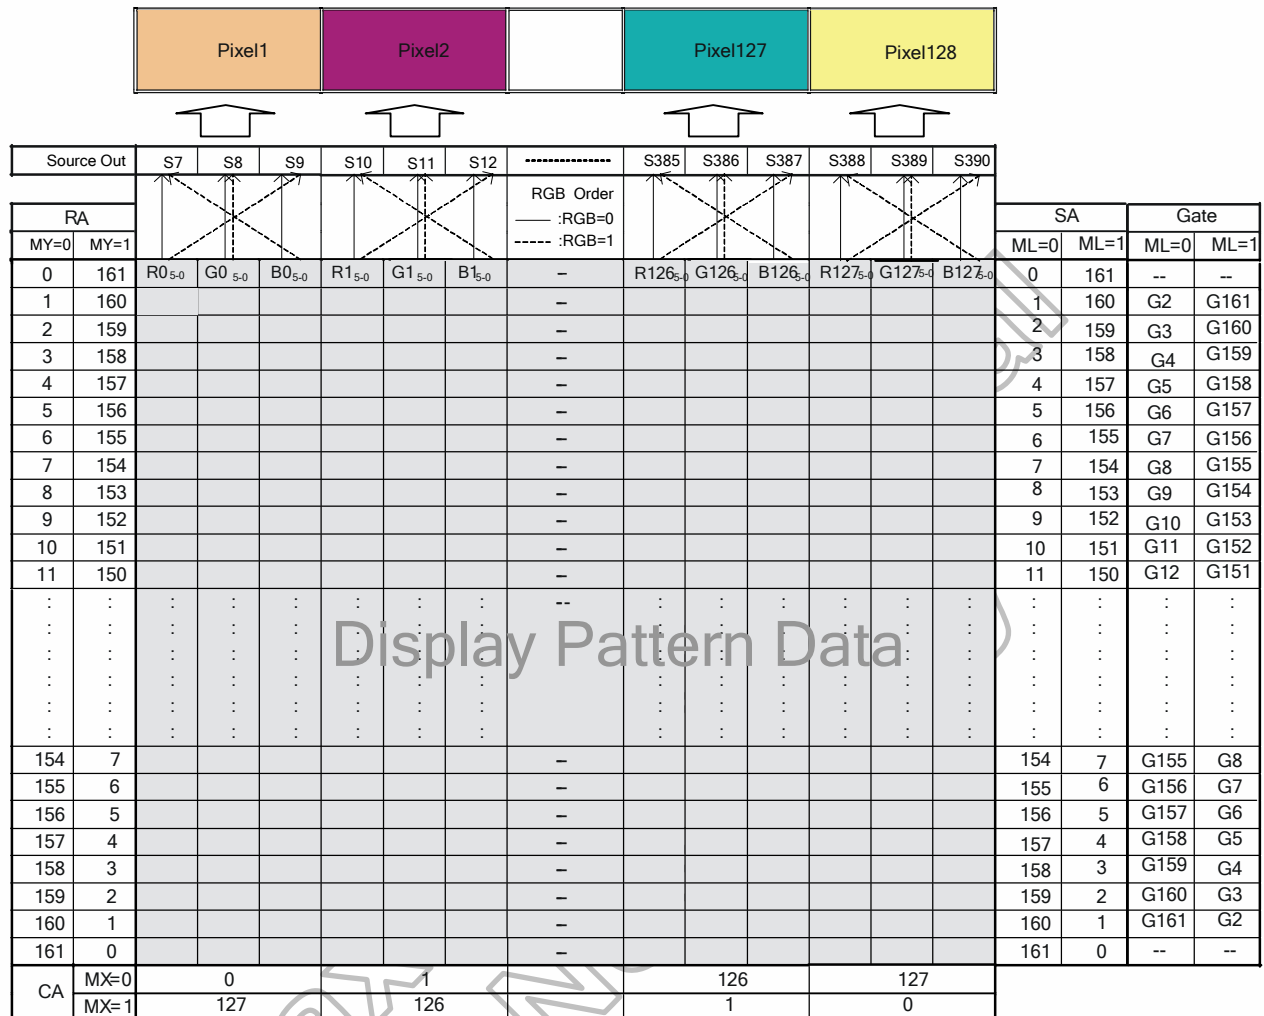 Pixel1 Pixel2 Pixel127 Pixel128
Source Out S7 S8 S9 S10 S11 S12 S385 S386 S387 S388 S389 S390
RGB Order
:RGB=0
:RGB=1
RA SA Gate
MY=0 MY=1 ML=0 ML=1 ML=0 ML=1
0 161 R0 5-0 G0 5-0 B0 5-0 R1 5-0 G1 5-0 B1 5-0 – R126 5-0 G126 5-0 B126 5-0 R127 5-0 G127 5-0 B127 5-0 0 161 -- --
1 160 – 1 160 G2 G161
2 159 – 2 159 G3 G160
3 158 – 3 158 G4 G159
4 157 – 4 157 G5 G158
5 156 – 5 156 G6 G157
6 155 – 6 155 G7 G156
7 154 – 7 154 G8 G155
8 153 – 8 153 G9 G154
9 152 – 9 152 G10 G153
10 151 – 10 151 G11 G152
11 150 – 11 150 G12 G151
: : : : : : : : -- : : : : : : : : : :
: : : : : : : : : : : : : : : : : :
Display Pattern Data
: : : : : : : : : : : : : : : : : :
: : : : : : : : : : : : : : : : : :
: : : : : : : : : : : : : : : : : :
: : : : : : : : : : : : : : : : : :
154 7 – 154 7 G155 G8
155 6 – 155 6 G156 G7
156 5 – 156 5 G157 G6
157 4 – 157 4 G158 G5
158 3 – 158 3 G159 G4
159 2 – 159 2 G160 G3
160 1 – 160 1 G161 G2
161 0 – 161 0 -- --
CA MX=0 0 1 126 127
MX=1 127 126 1 0